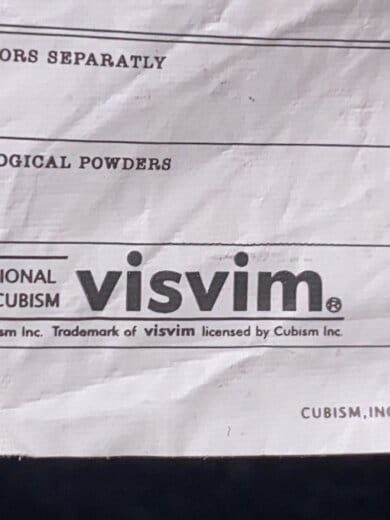 ORS SEPARATLY
OGICAL POWDERS
IONAL
CUBISM
visvim®
sm Inc. Trademark of visvim licensed by Cubism Inc.
CUBISM, INC